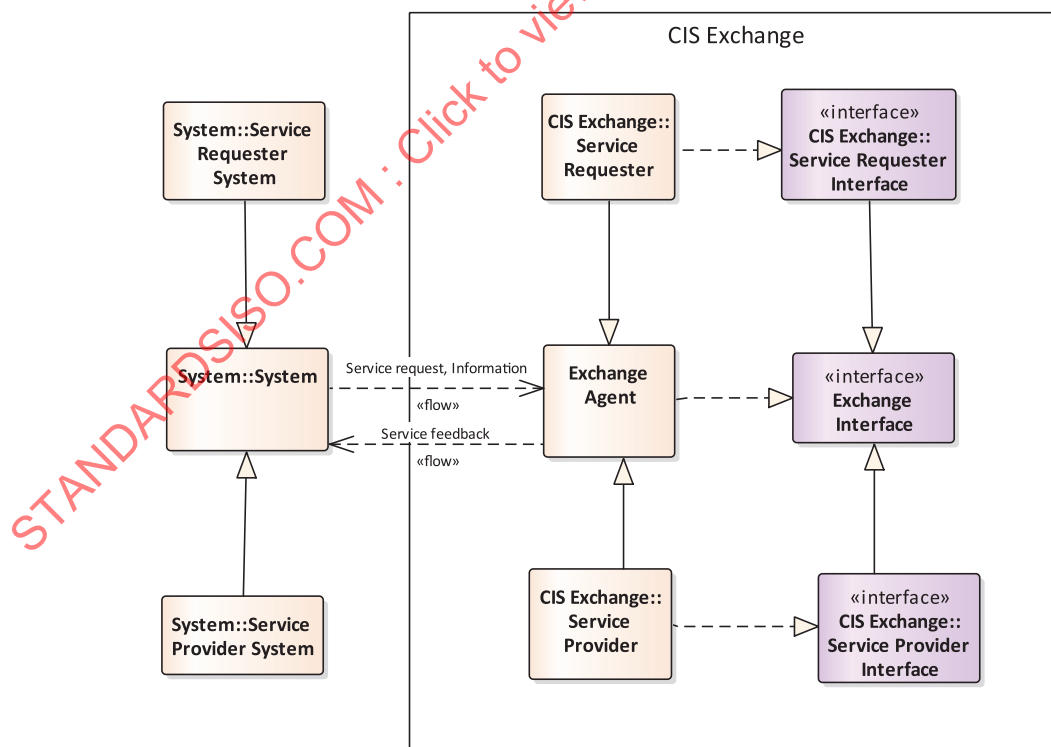 CIS Exchange
System::Service
Requester
System
CIS Exchange::
Service
Requester
«interface»
CIS Exchange::
Service Requester
Interface
STANDARDSISO.COM : Click to vie
System::System
Service request, Information
«flow»
Service feedback
«flow»
Exchange
Agent
«interface»
Exchange
Interface
System::Service
Provider System
CIS Exchange::
Service
Provider
«interface»
CIS Exchange::
Service Provider
Interface